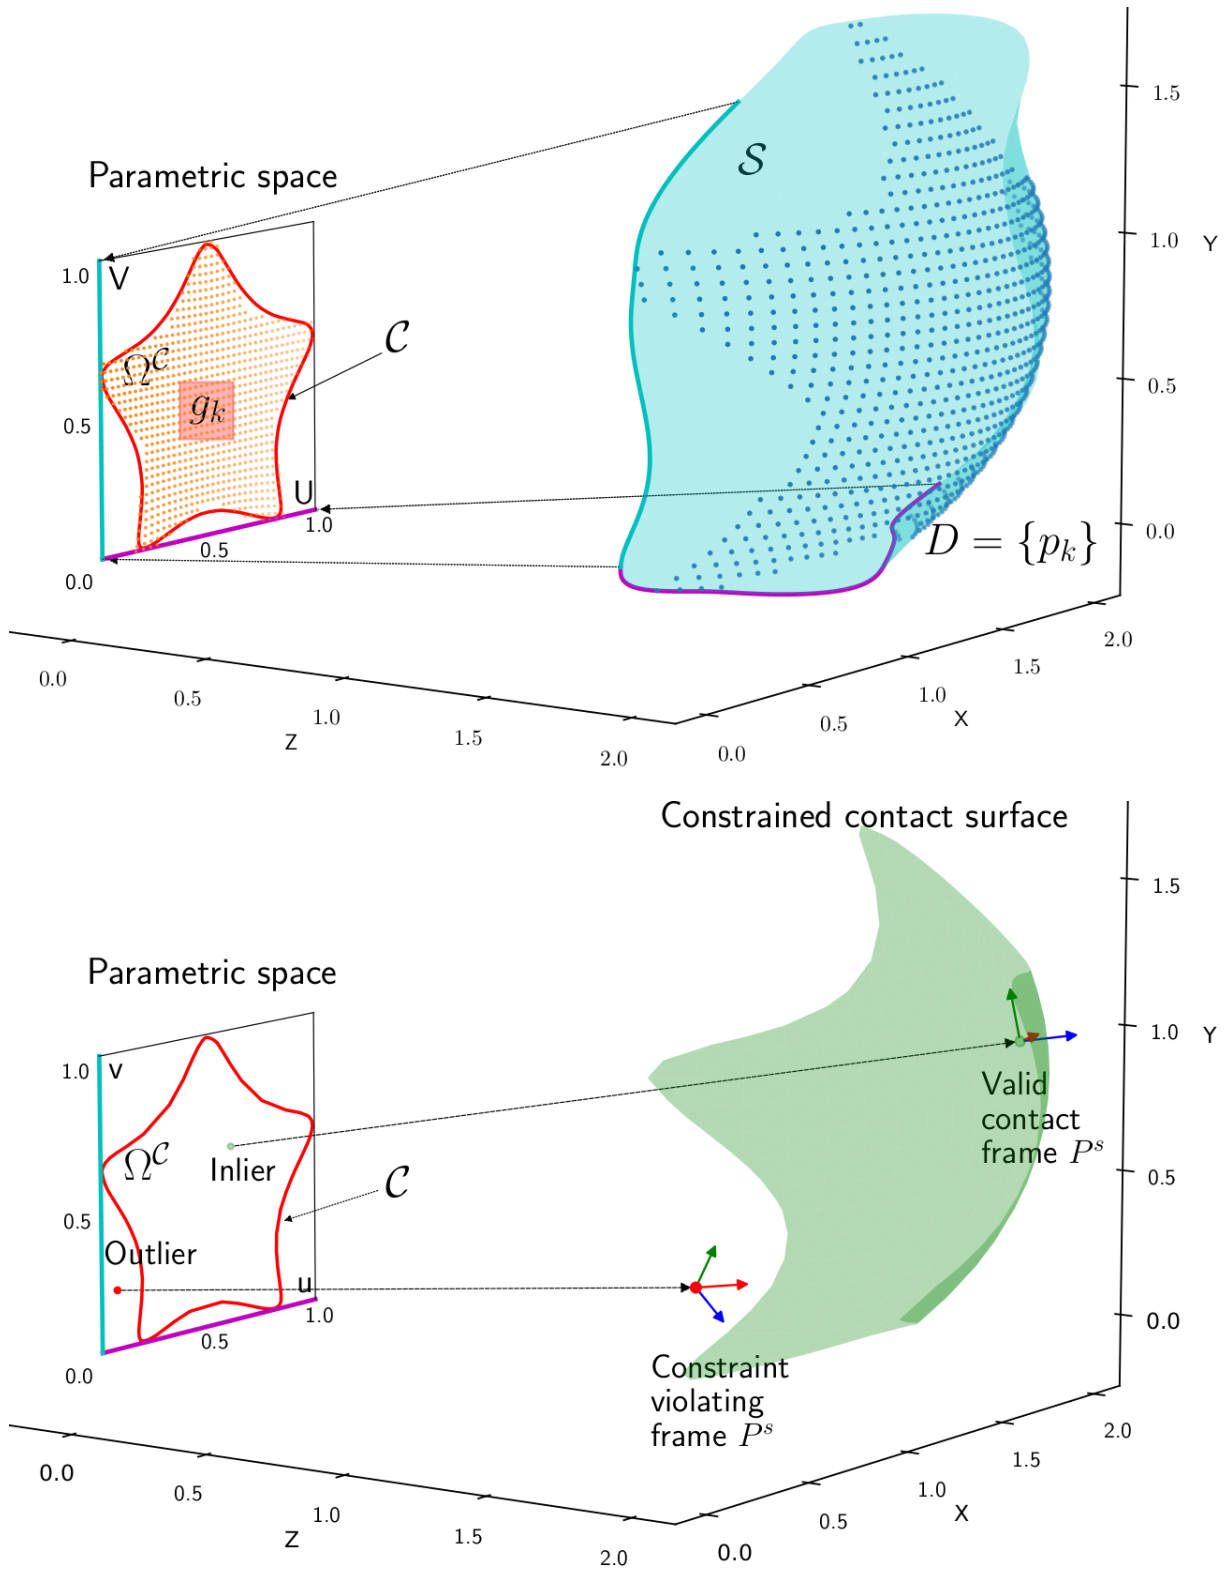 1.5
𝒮
Parametric space
1.0
V
1.0
Y
Ω^𝒞
𝒞
g_k
0.5
0.5
U
1.0
0.5
D = {p_k}
0.0
0.0
0.0
0.5
1.0
1.5
2.0
Z
0.0
0.5
1.0
1.5
2.0
X
Constrained contact surface
1.5
Parametric space
1.0
v
1.0
Y
Valid
contact
frame P^s
Ω^𝒞
Inlier
𝒞
0.5
0.5
Outlier
u
1.0
0.5
0.0
0.0
Constraint
violating
frame P^s
0.0
0.5
1.0
1.5
2.0
Z
0.0
0.5
1.0
1.5
2.0
X